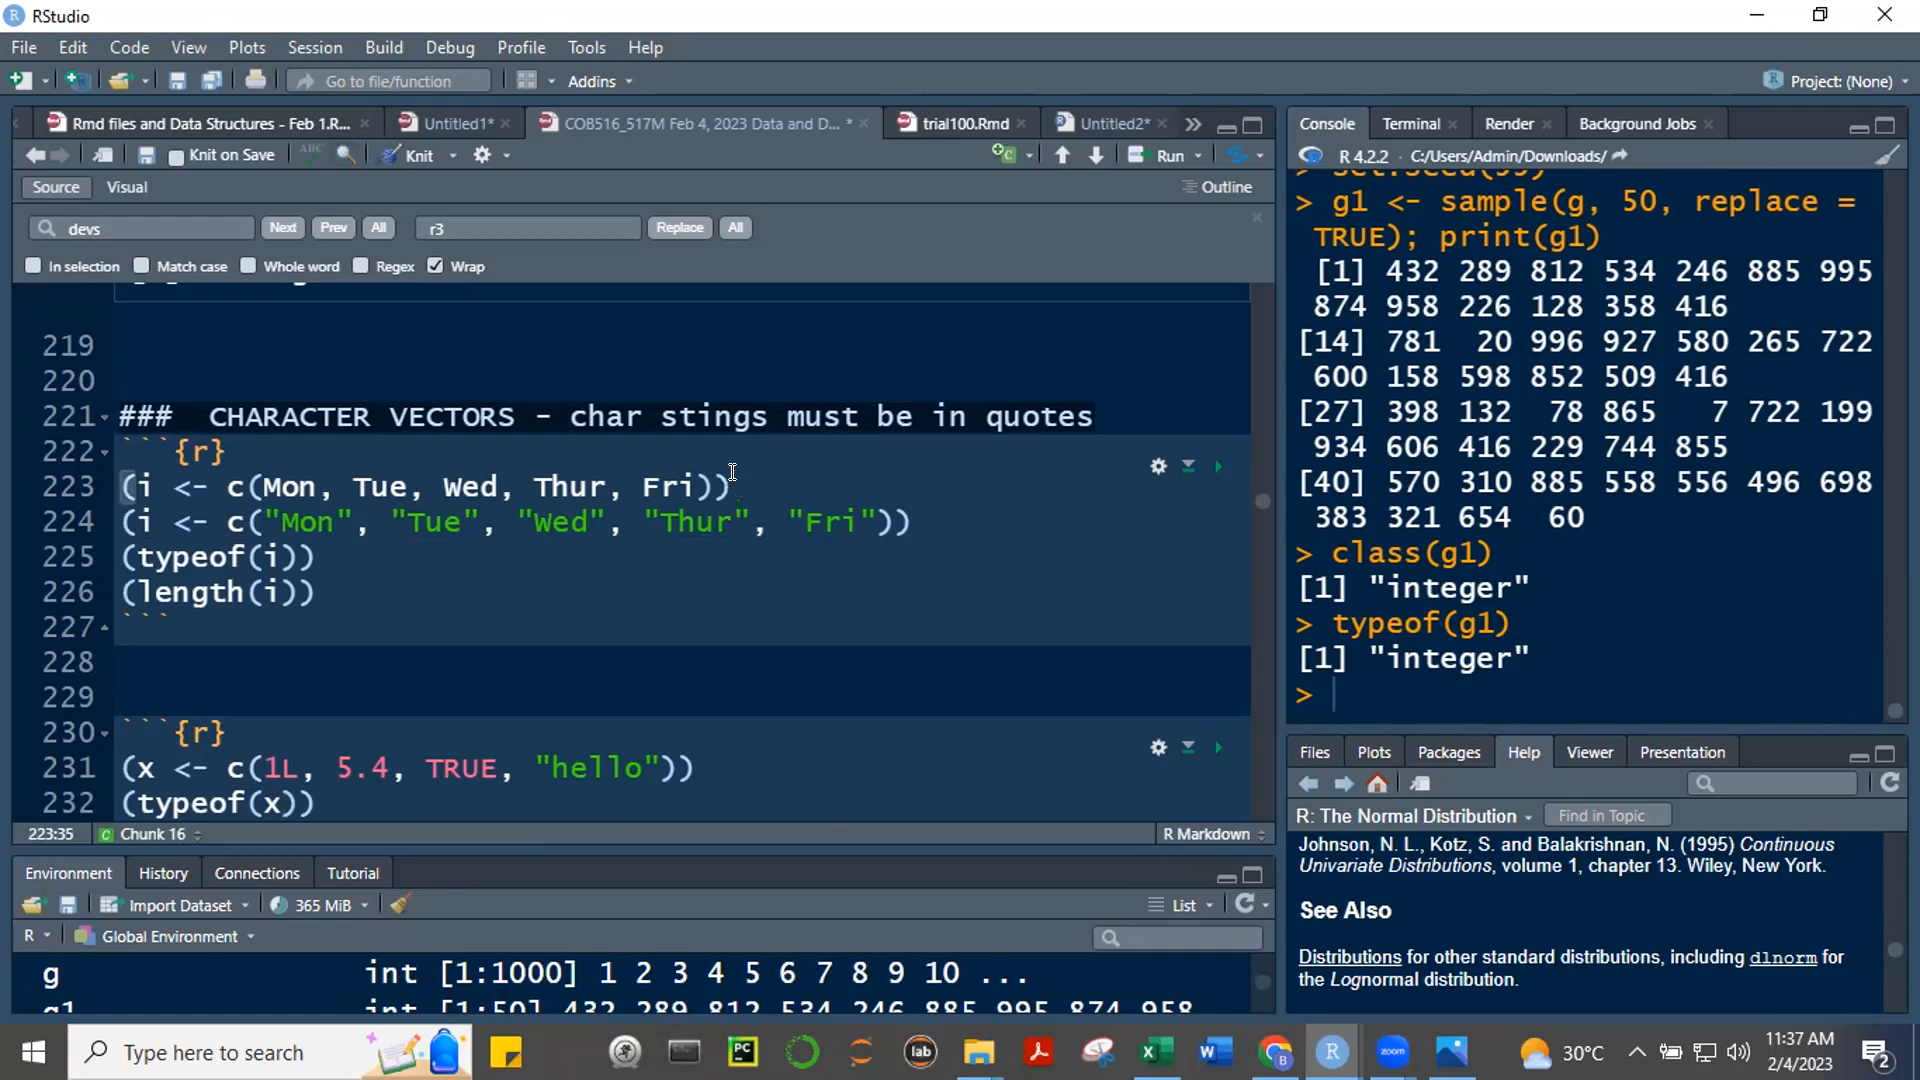 RStudio
File Edit Code View Plots Session Build Debug Profile Tools Help
Go to file/function Addins Project: (None)
Rmd files and Data Structures - Feb 1.R... Untitled1* COB516_517M Feb 4, 2023 Data and D... * trial100.Rmd Untitled2*
Knit on Save ABC Knit Run
Source Visual Outline
devs Next Prev All r3 Replace All
In selection Match case Whole word Regex Wrap
219
220
221 ### CHARACTER VECTORS - char stings must be in quotes
222 ```{r}
223 (i <- c(Mon, Tue, Wed, Thur, Fri))
224 (i <- c("Mon", "Tue", "Wed", "Thur", "Fri"))
225 (typeof(i))
226 (length(i))
227 ```
228
229
230 ```{r}
231 (x <- c(1L, 5.4, TRUE, "hello"))
232 (typeof(x))
223:35 Chunk 16 R Markdown
Environment History Connections Tutorial
Import Dataset 365 MiB List
R Global Environment
g int [1:1000] 1 2 3 4 5 6 7 8 9 10 ...
g1 int [1:50] 432 289 812 534 246 885 995 874 958
Console Terminal Render Background Jobs
R 4.2.2 · C:/Users/Admin/Downloads/
> set.seed(99)
> g1 <- sample(g, 50, replace =
TRUE); print(g1)
[1] 432 289 812 534 246 885 995
874 958 226 128 358 416
[14] 781 20 996 927 580 265 722
600 158 598 852 509 416
[27] 398 132 78 865 7 722 199
934 606 416 229 744 855
[40] 570 310 885 558 556 496 698
383 321 654 60
> class(g1)
[1] "integer"
> typeof(g1)
[1] "integer"
>
Files Plots Packages Help Viewer Presentation
R: The Normal Distribution Find in Topic
Johnson, N. L., Kotz, S. and Balakrishnan, N. (1995) Continuous
Univariate Distributions, volume 1, chapter 13. Wiley, New York.
See Also
Distributions for other standard distributions, including dlnorm for
the Lognormal distribution.
Type here to search PC lab W R zoom 30°C 11:37 AM
2/4/2023 2